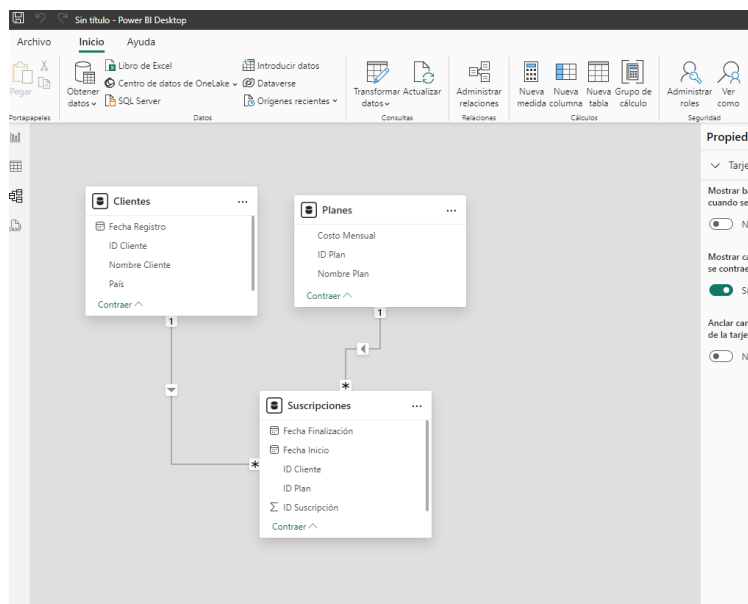 Sin título - Power BI Desktop
Archivo Inicio Ayuda
Pegar
Portapapeles
Obtener datos
Libro de Excel
Centro de datos de OneLake
SQL Server
Introducir datos
Dataverse
Orígenes recientes
Datos
Transformar datos
Actualizar
Consultas
Administrar relaciones
Relaciones
Nueva medida
Nueva columna
Nueva tabla
Grupo de cálculo
Cálculos
Administrar roles
Ver como
Seguridad
Clientes
Fecha Registro
ID Cliente
Nombre Cliente
País
Contraer
1
*
Planes
Costo Mensual
ID Plan
Nombre Plan
Contraer
1
*
Suscripciones
Fecha Finalización
Fecha Inicio
ID Cliente
ID Plan
Σ ID Suscripción
Contraer
Propied
Tarje
Mostrar b
cuando se
N
Mostrar ca
se contrae
Sí
Anclar car
de la tarje
N